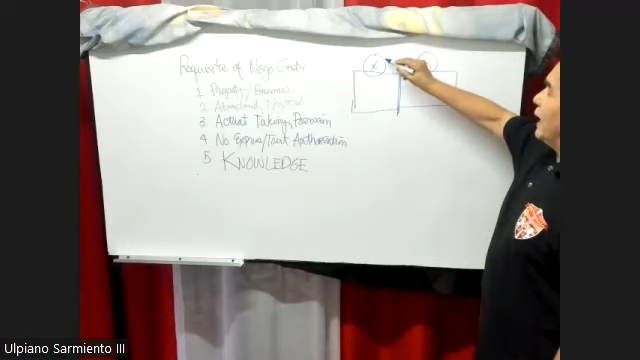 Requisites of Nego Gestio
1 Property/Business
2 Abandoned/Neglected
3 Actual Taking Possession
4 No Express/Tacit Authorization
5 KNOWLEDGE
X
Ulpiano Sarmiento III